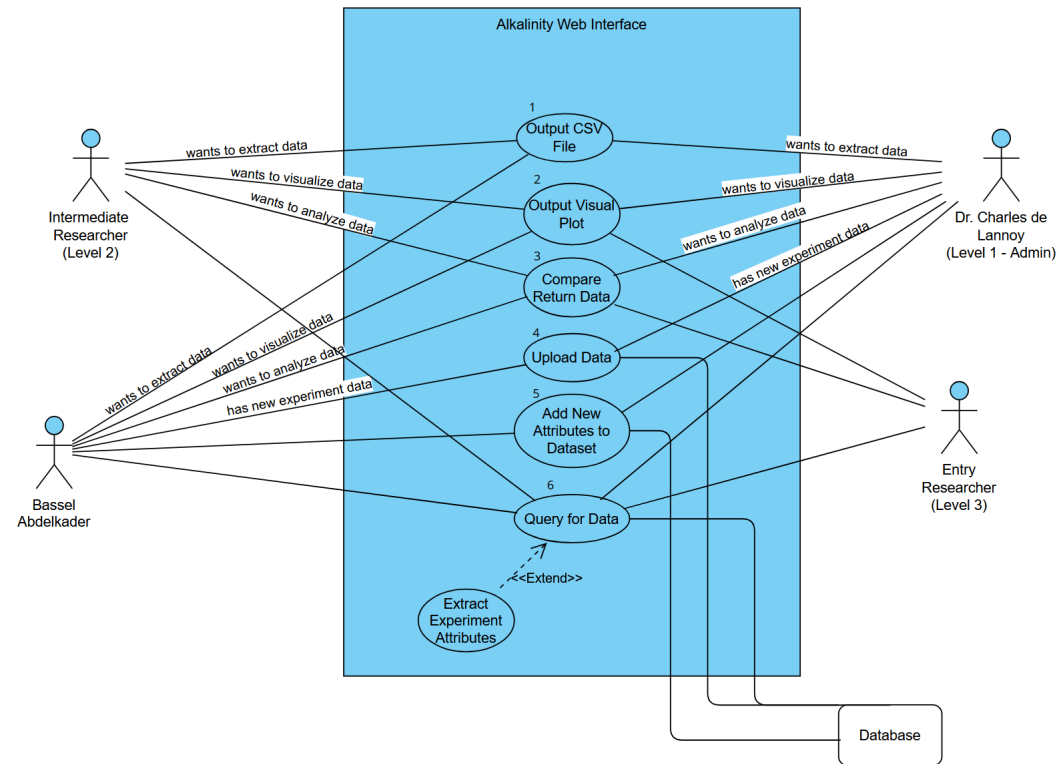 Alkalinity Web Interface
1
Output CSV
File
wants to extract data
wants to extract data
2
Output Visual
Plot
wants to visualize data
wants to visualize data
Intermediate
Researcher
(Level 2)
Dr. Charles de
Lannoy
(Level 1 - Admin)
wants to analyze data
wants to analyze data
3
Compare
Return Data
has new experiment data
4
Upload Data
wants to extract data
wants to visualize data
wants to analyze data
has new experiment data
5
Add New
Attributes to
Dataset
Bassel
Abdelkader
Entry
Researcher
(Level 3)
6
Query for Data
<<Extend>>
Extract
Experiment
Attributes
Database